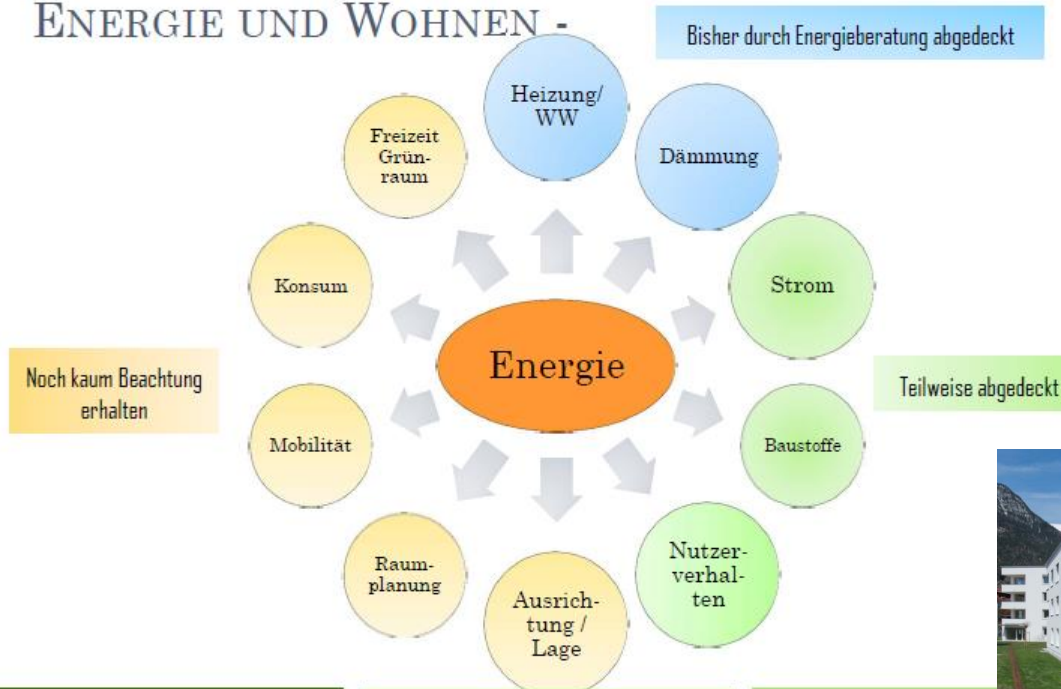 ENERGIE UND WOHNEN -
Bisher durch Energieberatung abgedeckt
Heizung/
WW
Dämmung
Strom
Teilweise abgedeckt
Baustoffe
Nutzer-
verhal-
ten
Ausrich-
tung /
Lage
Raum-
planung
Mobilität
Noch kaum Beachtung
erhalten
Konsum
Freizeit
Grün-
raum
Energie